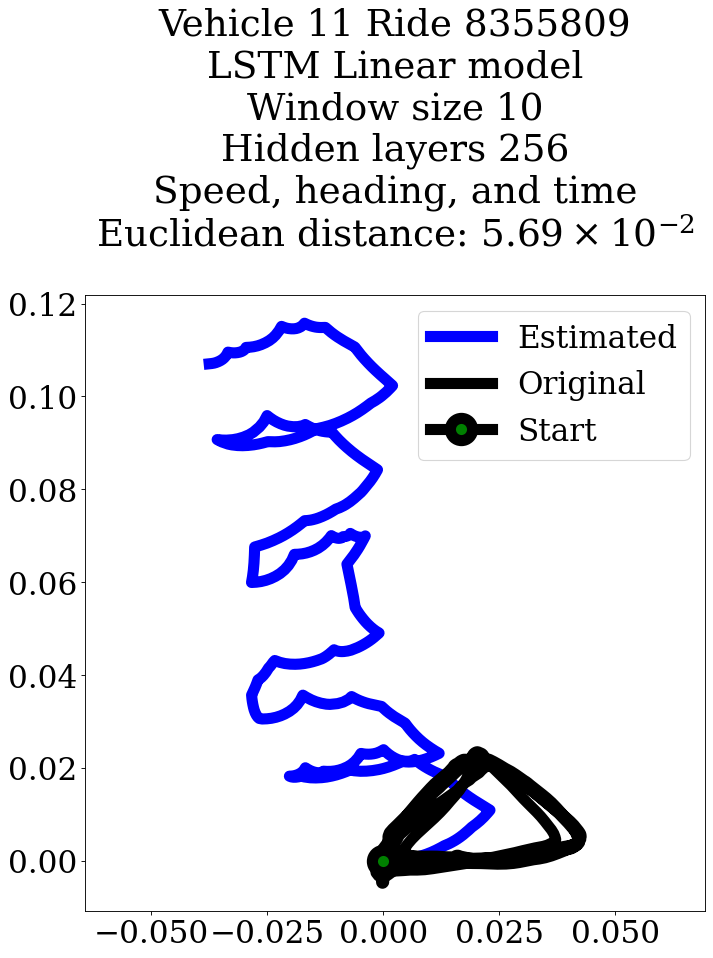 Vehicle 11 Ride 8355809
LSTM Linear model
Window size 10
Hidden layers 256
Speed, heading, and time
Euclidean distance: 5.69 × 10⁻²
0.12
Estimated
Original
Start
0.10
0.08
0.06
0.04
0.02
0.00
−0.050 −0.025 0.000 0.025 0.050